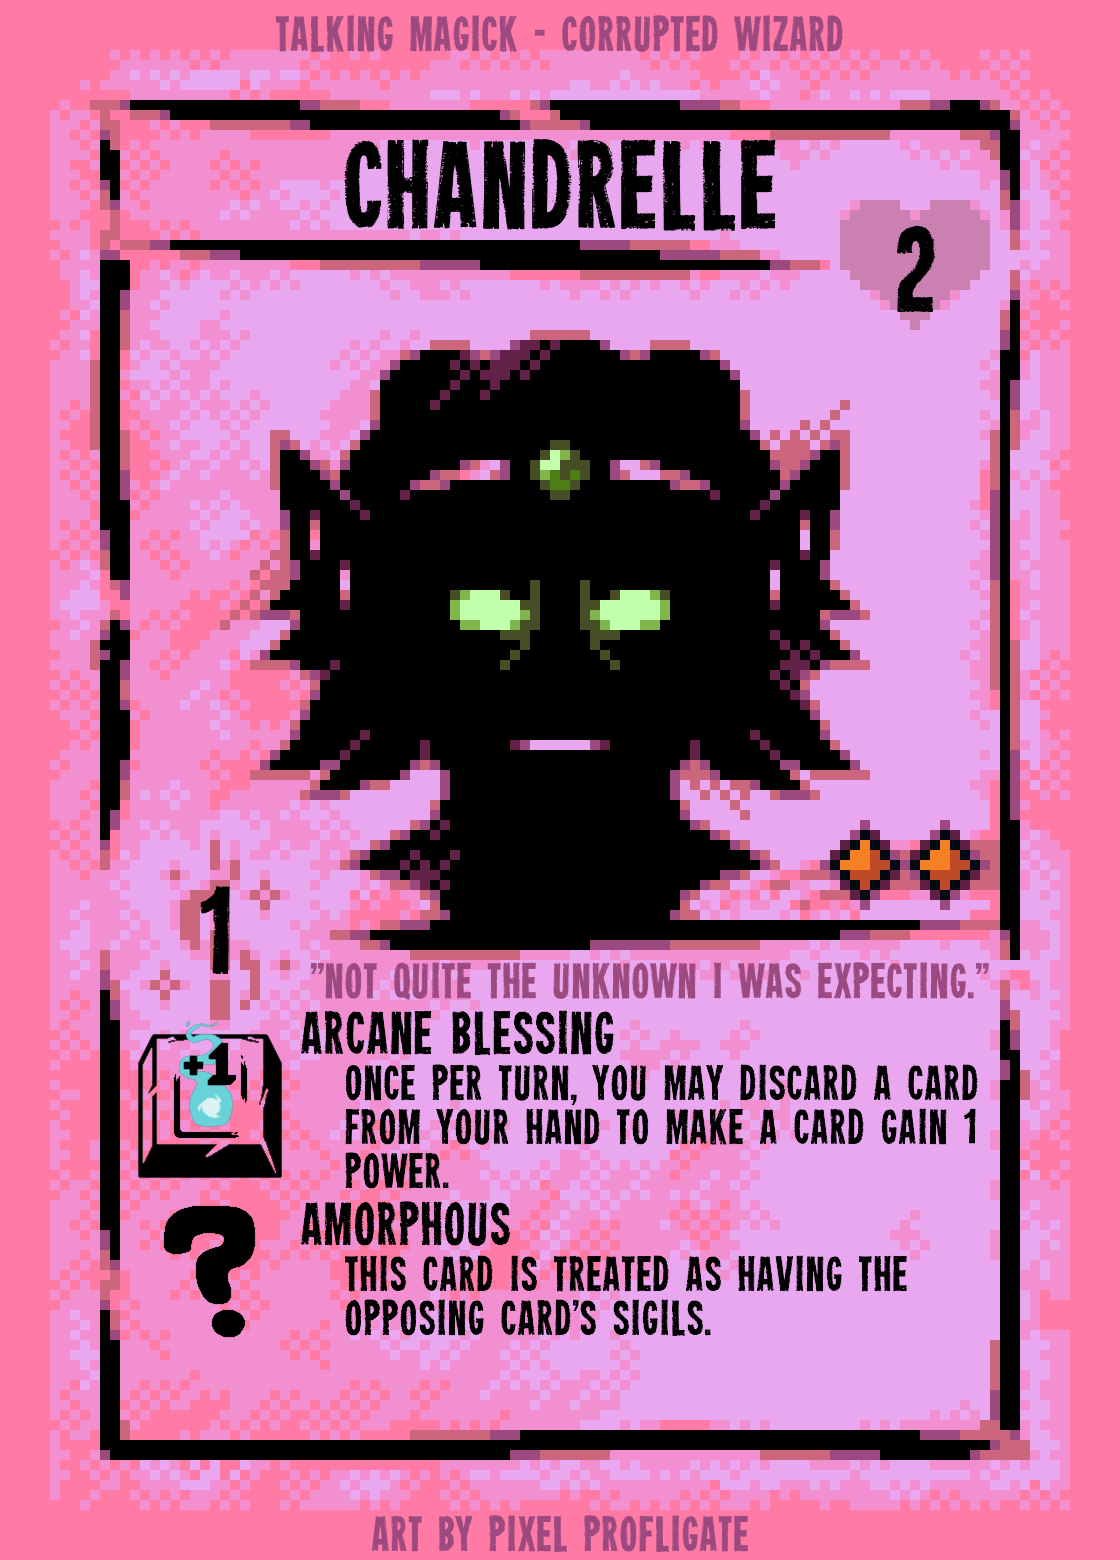 TALKING MAGICK - CORRUPTED WIZARD
CHANDRELLE
2
1
"NOT QUITE THE UNKNOWN I WAS EXPECTING."
+1
ARCANE BLESSING
ONCE PER TURN, YOU MAY DISCARD A CARD
FROM YOUR HAND TO MAKE A CARD GAIN 1
POWER.
?
AMORPHOUS
THIS CARD IS TREATED AS HAVING THE
OPPOSING CARD'S SIGILS.
ART BY PIXEL PROFLIGATE